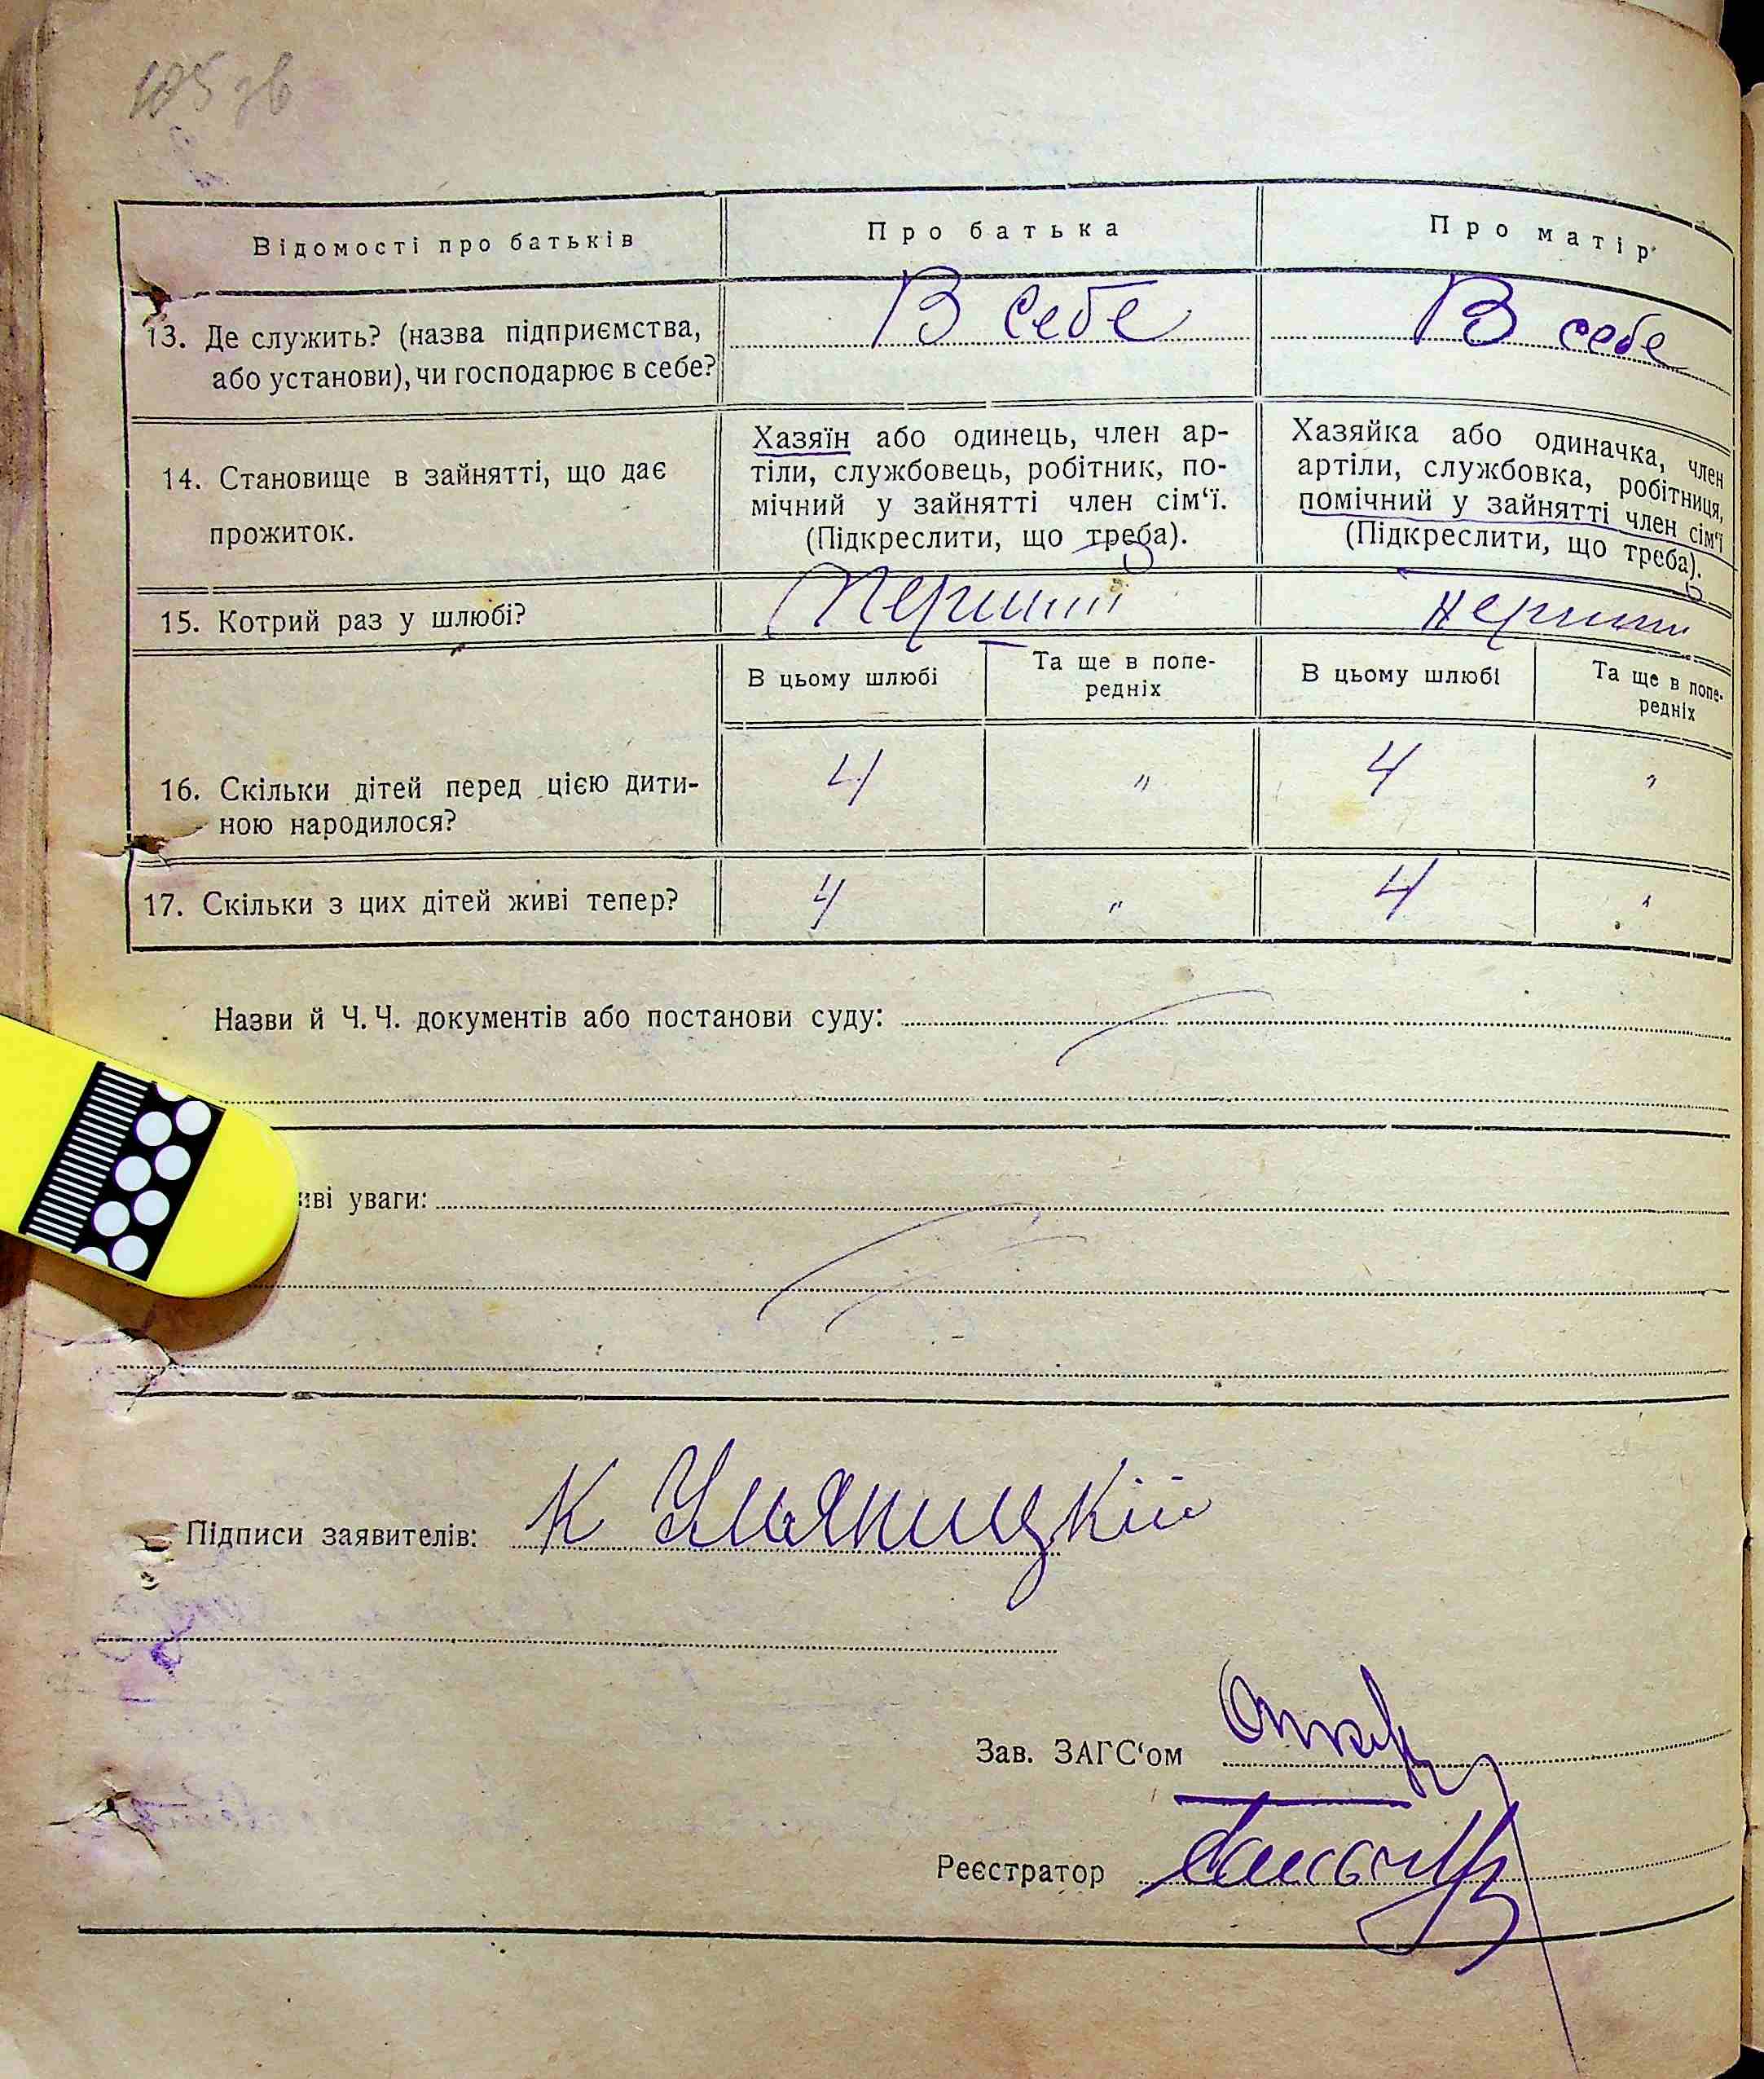 185 зв
Відомості про батьків
Про батька
Про матір
13. Де служить? (назва підприємства,
або установи), чи господарює в себе?
В себе
В себе
14. Становище в зайнятті, що дає
прожиток.
Хазяїн або одинець, член ар-
тіли, службовець, робітник, по-
мічний у зайнятті член сім‘ї.
(Підкреслити, що треба).
Хазяйка або одиначка, член
артіли, службовка, робітниця,
помічний у зайнятті член сім‘ї
(Підкреслити, що треба).
15. Котрий раз у шлюбі?
Перший
перший
В цьому шлюбі
Та ще в попе-
редніх
В цьому шлюбі
Та ще в попе-
редніх
16. Скільки дітей перед цією дити-
ною народилося?
4
"
4
"
17. Скільки з цих дітей живі тепер?
4
"
4
"
Назви й Ч. Ч. документів або постанови суду:
иві уваги:
Підписи заявителів: К Ульяницкий
Зав. ЗАГС‘ом
Реєстратор